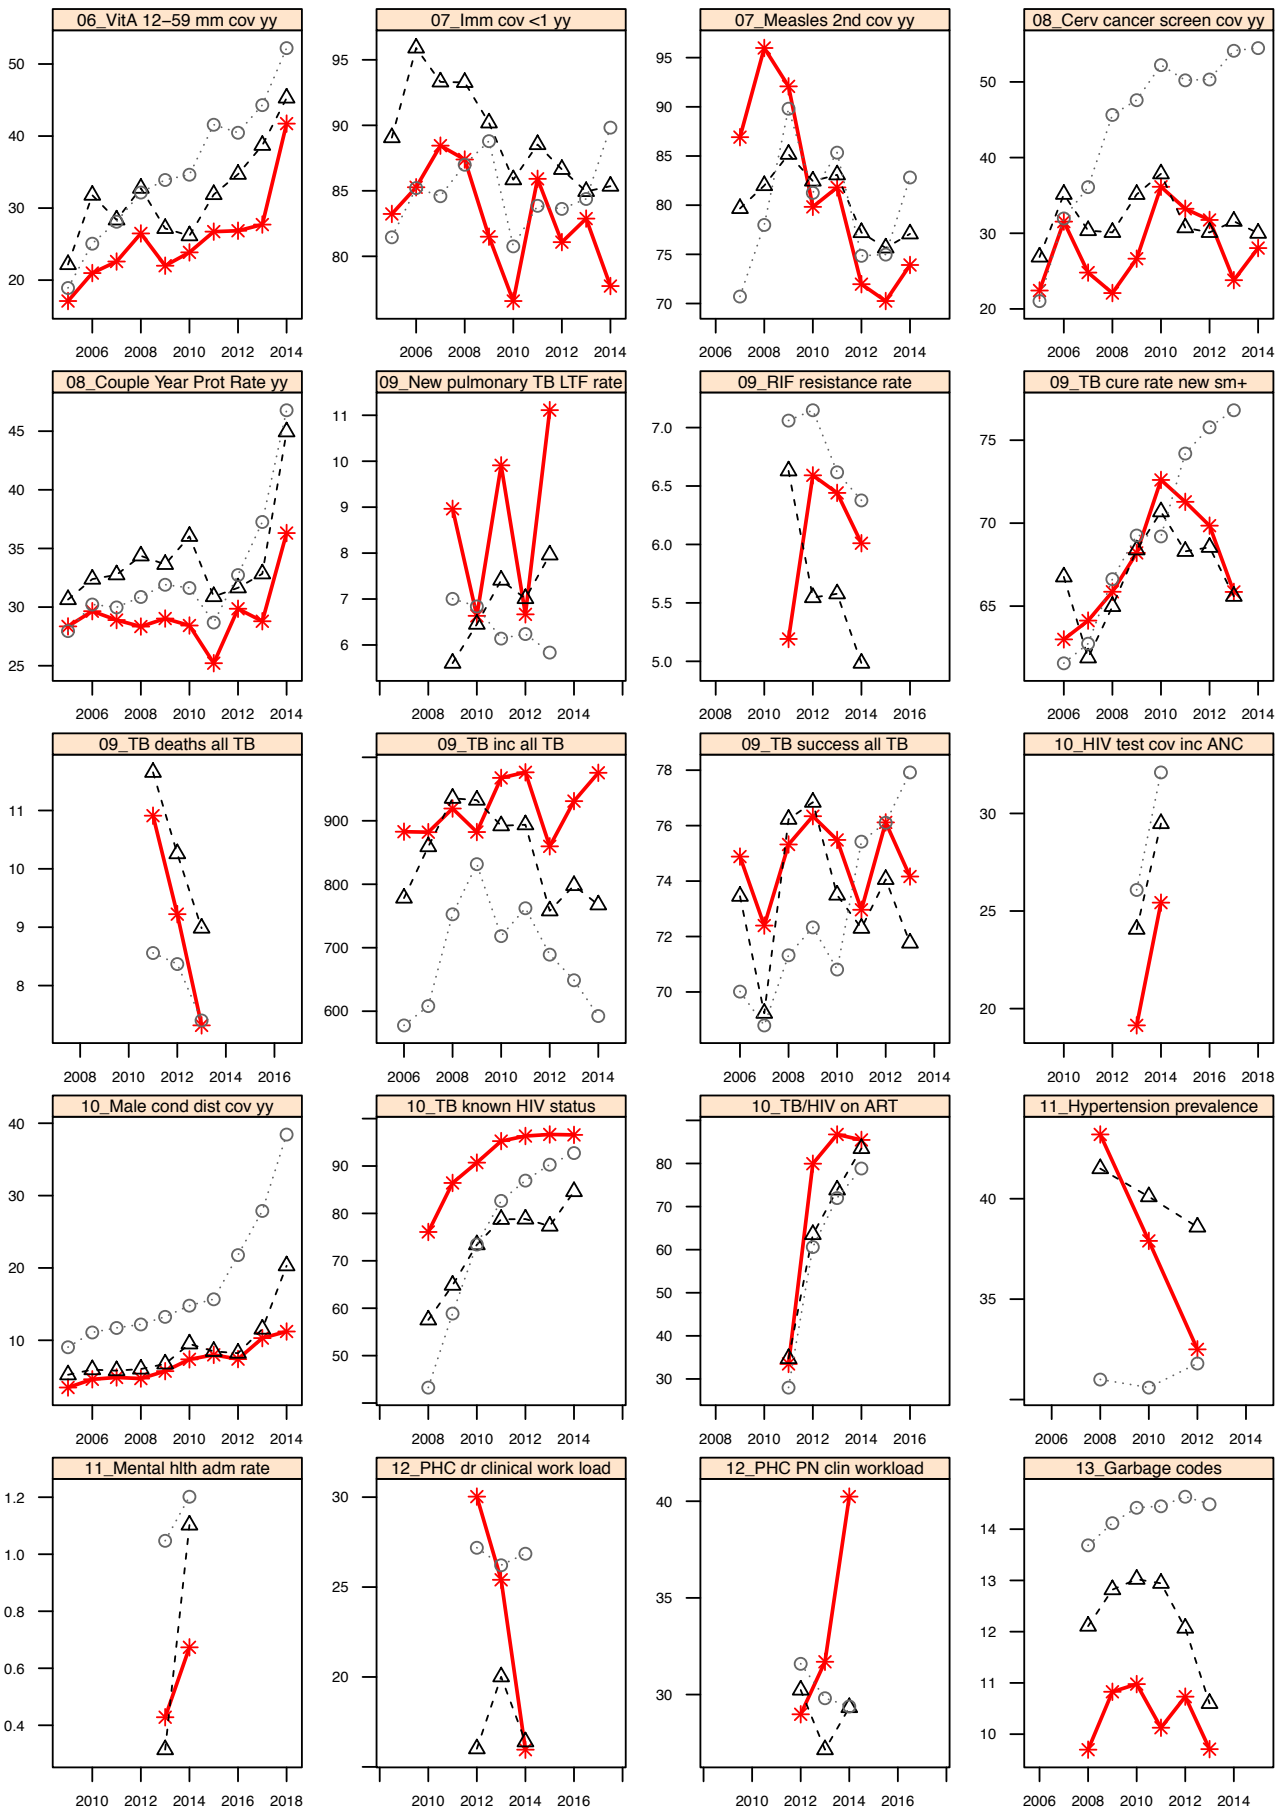 06_VitA 12–59 mm cov yy
07_Imm cov <1 yy
07_Measles 2nd cov yy
08_Cerv cancer screen cov yy
50
40
30
20
95
90
85
80
95
90
85
80
75
70
50
40
30
20
2006 2008 2010 2012 2014
2006 2008 2010 2012 2014
2006 2008 2010 2012 2014
2006 2008 2010 2012 2014
08_Couple Year Prot Rate yy
09_New pulmonary TB LTF rate
09_RIF resistance rate
09_TB cure rate new sm+
45
40
35
30
25
11
10
9
8
7
6
7.0
6.5
6.0
5.5
5.0
75
70
65
2006 2008 2010 2012 2014
2008 2010 2012 2014
2008 2010 2012 2014 2016
2006 2008 2010 2012 2014
09_TB deaths all TB
09_TB inc all TB
09_TB success all TB
10_HIV test cov inc ANC
11
10
9
8
900
800
700
600
78
76
74
72
70
30
25
20
2008 2010 2012 2014 2016
2006 2008 2010 2012 2014
2006 2008 2010 2012 2014
2010 2012 2014 2016 2018
10_Male cond dist cov yy
10_TB known HIV status
10_TB/HIV on ART
11_Hypertension prevalence
40
30
20
10
90
80
70
60
50
80
70
60
50
40
30
40
35
2006 2008 2010 2012 2014
2008 2010 2012 2014
2008 2010 2012 2014 2016
2006 2008 2010 2012 2014
11_Mental hlth adm rate
12_PHC dr clinical work load
12_PHC PN clin workload
13_Garbage codes
1.2
1.0
0.8
0.6
0.4
30
25
20
40
35
30
14
13
12
11
10
2010 2012 2014 2016 2018
2010 2012 2014 2016
2010 2012 2014 2016
2006 2008 2010 2012 2014